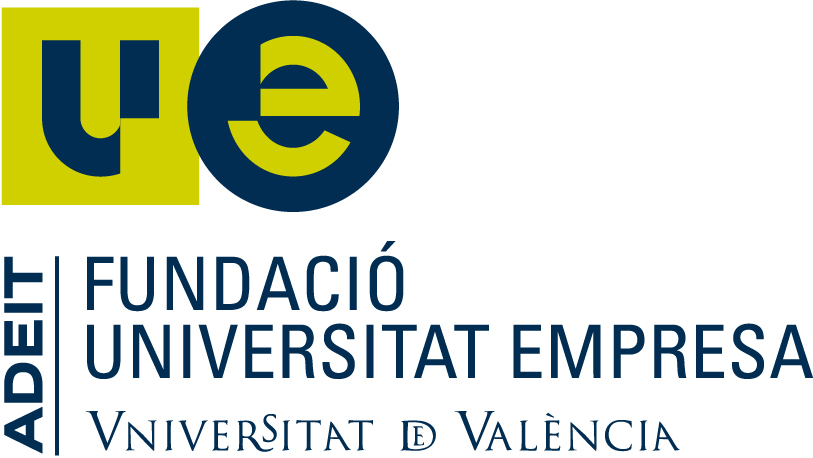 ue
ADEIT
FUNDACIÓ
UNIVERSITAT EMPRESA
VNIVERSITAT DE VALÈNCIA